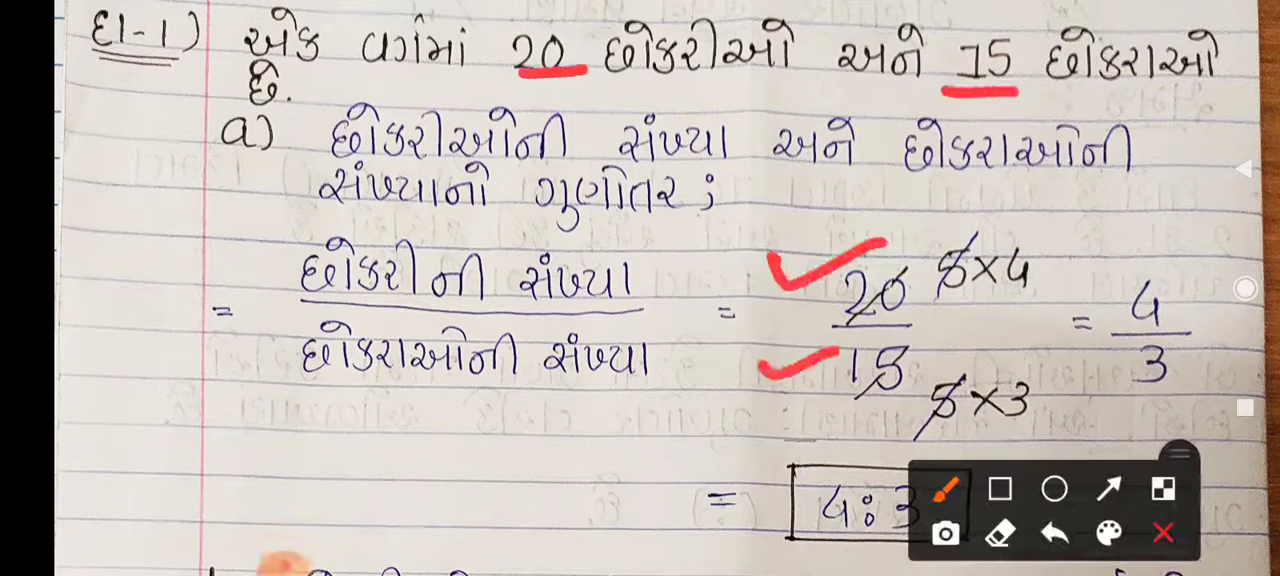 દા-1) એક વર્ગમાં 20 છોકરીઓ અને 15 છોકરાઓ
છે.
a) છોકરીઓની સંખ્યા અને છોકરાઓની
સંખ્યાનો ગુણોતર ;
= છોકરીની સંખ્યા / છોકરાઓની સંખ્યા = 20 5×4 / 15 5×3 = 4 / 3
= 4:3